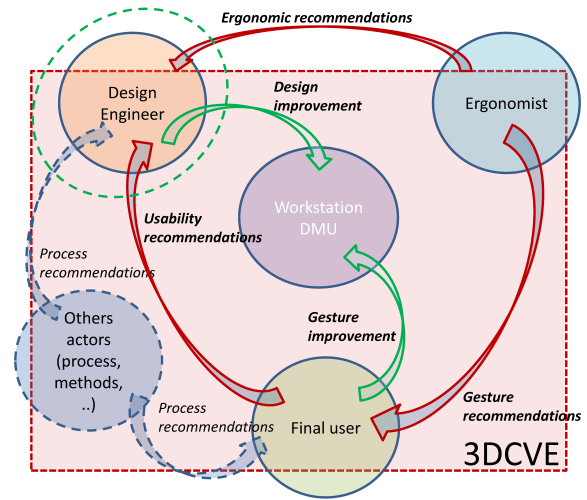 Ergonomic recommendations
Design
Engineer
Design
improvement
Ergonomist
Workstation
DMU
Usability
recommendations
Process
recommendations
Others
actors
(process,
methods,
..)
Gesture
improvement
Process
recommendations
Final user
Gesture
recommendations
3DCVE